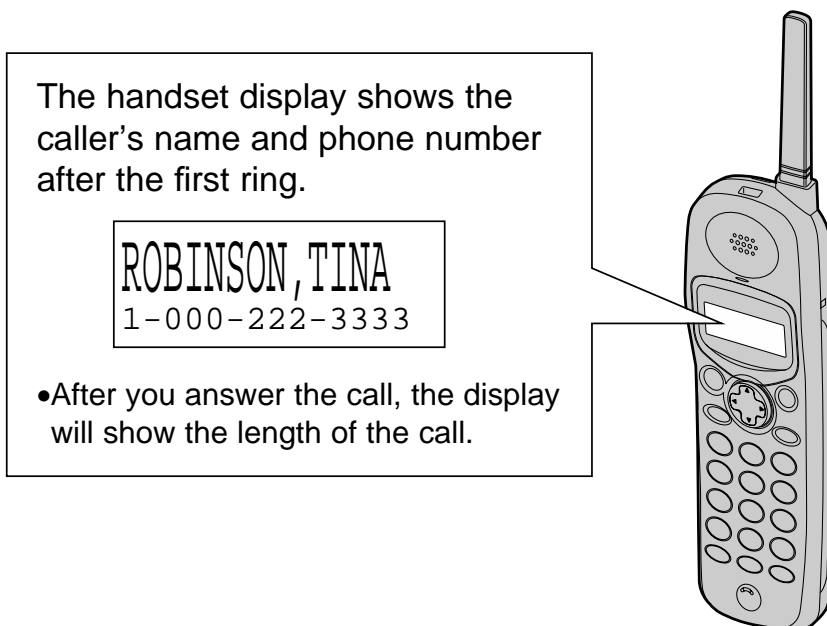 The handset display shows the
caller's name and phone number
after the first ring.
ROBINSON,TINA
1-000-222-3333
•After you answer the call, the display
will show the length of the call.